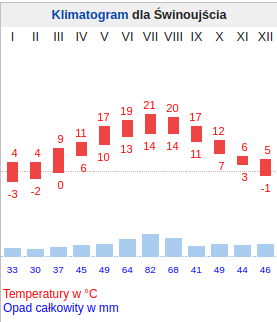 Klimatogram dla Świnoujścia
I II III IV V VI VII VIII IX X XI XII
4 4 9 11 17 19 21 20 17 12 6 5
-3 -2 0 6 10 13 14 14 11 7 3 -1
33 30 37 45 49 64 82 68 41 49 44 46
Temperatury w °C
Opad całkowity w mm